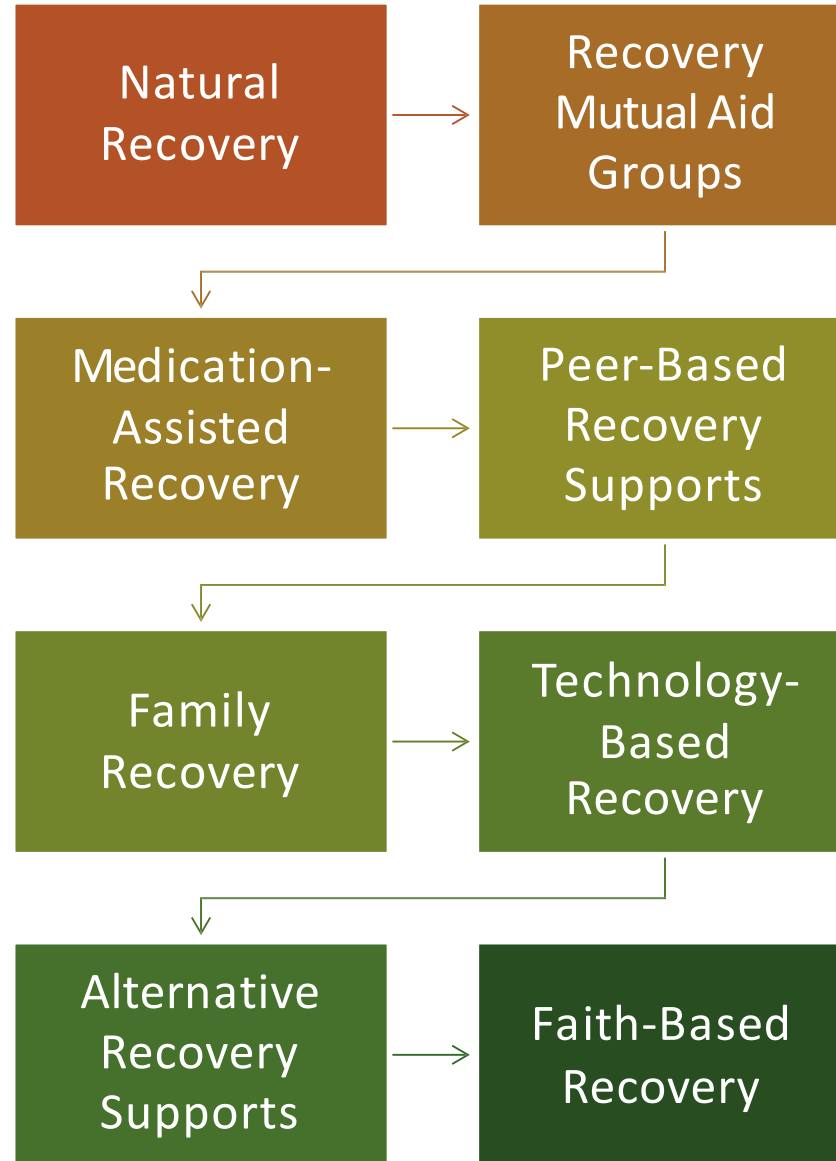 Natural
Recovery
Recovery
Mutual Aid
Groups
Medication-
Assisted
Recovery
Peer-Based
Recovery
Supports
Family
Recovery
Technology-
Based
Recovery
Alternative
Recovery
Supports
Faith-Based
Recovery